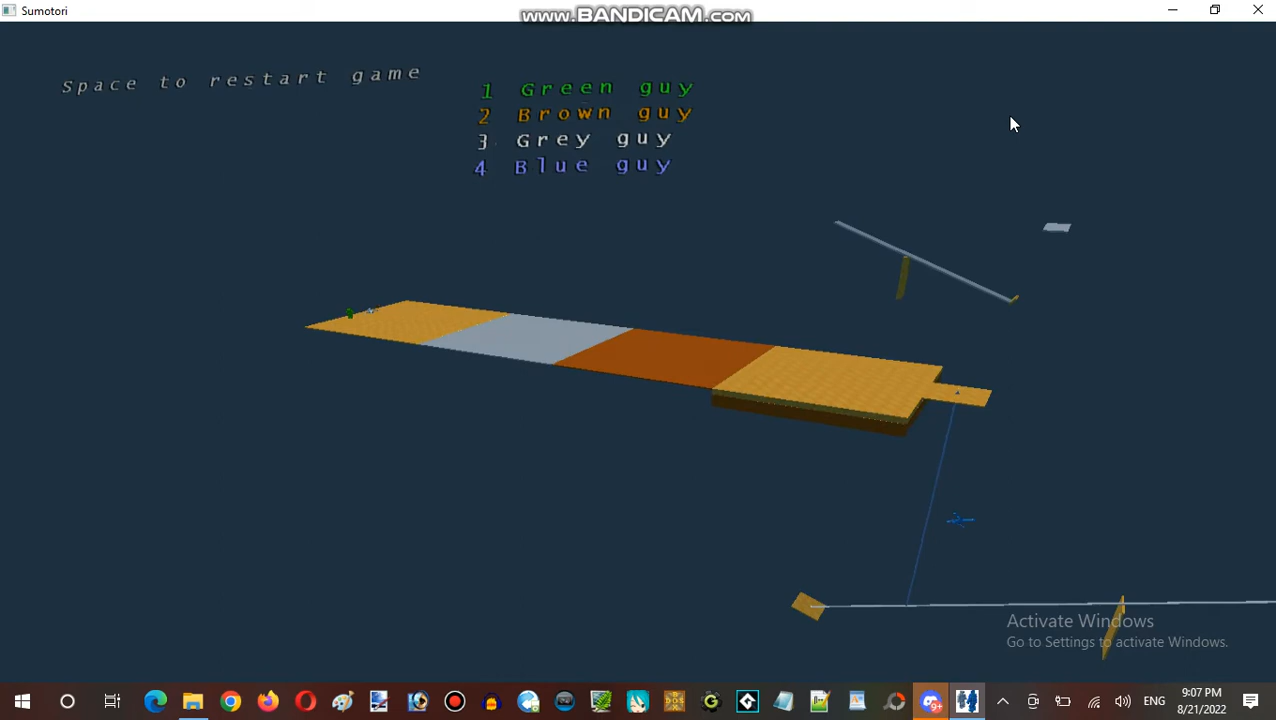 Sumotori
www.BANDICAM.com
Space to restart game
1 Green guy
2 Brown guy
3 Grey guy
4 Blue guy
Activate Windows
Go to Settings to activate Windows.
9+
ENG
9:07 PM
8/21/2022